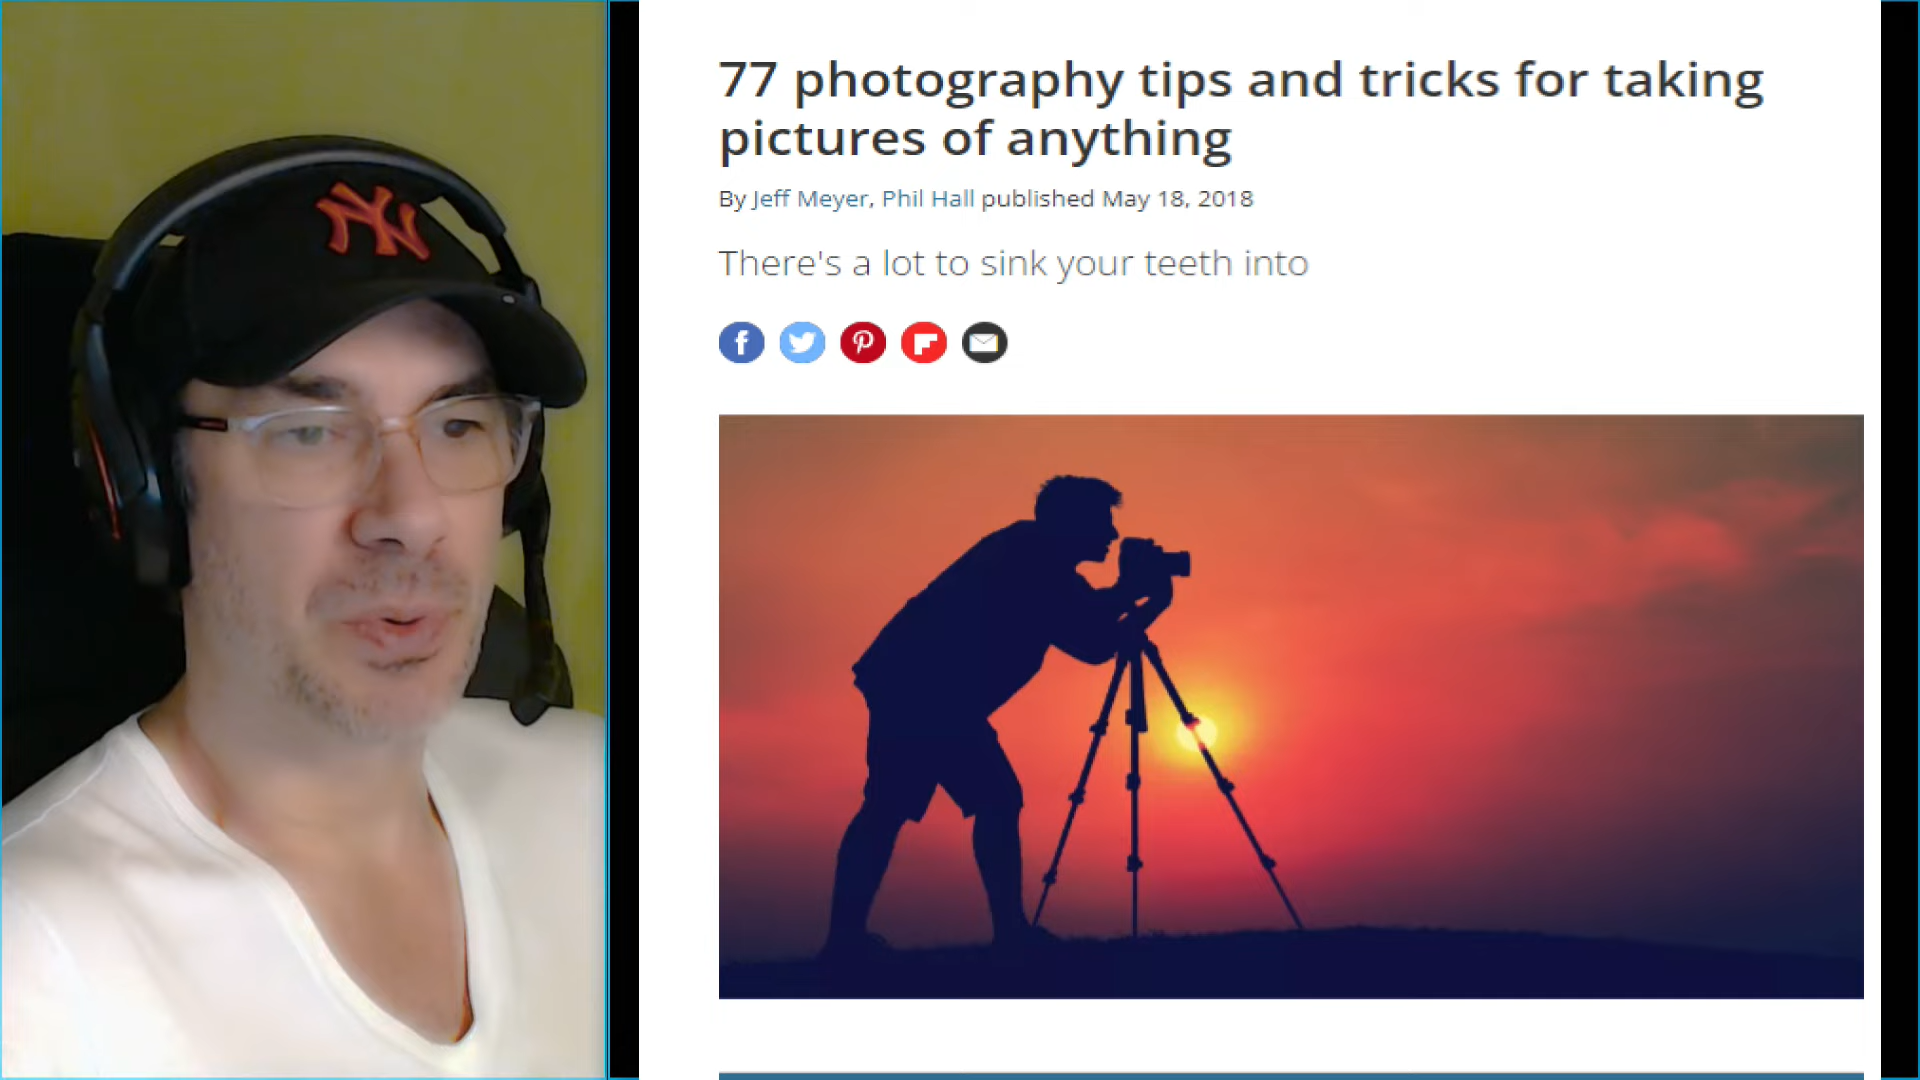 NY
77 photography tips and tricks for taking
pictures of anything
By Jeff Meyer, Phil Hall published May 18, 2018
There's a lot to sink your teeth into